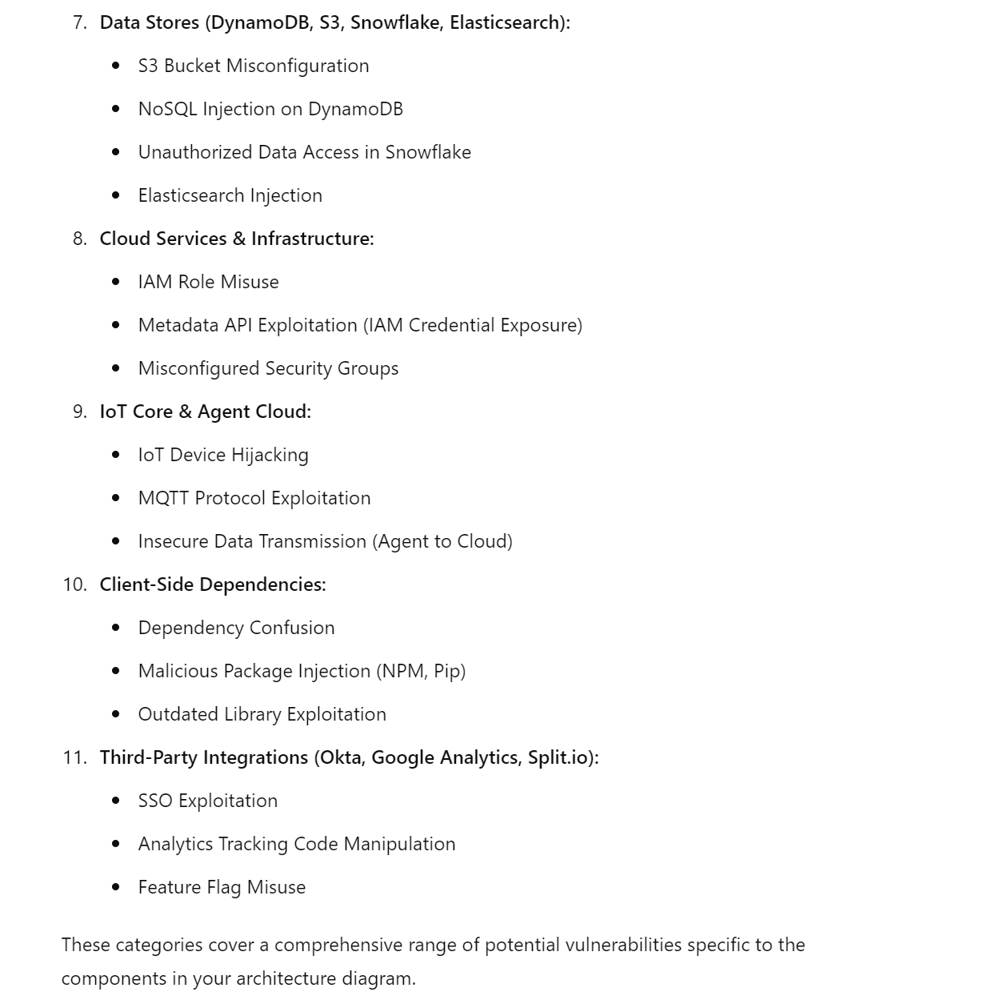 7. Data Stores (DynamoDB, S3, Snowflake, Elasticsearch):
• S3 Bucket Misconfiguration
• NoSQL Injection on DynamoDB
• Unauthorized Data Access in Snowflake
• Elasticsearch Injection
8. Cloud Services & Infrastructure:
• IAM Role Misuse
• Metadata API Exploitation (IAM Credential Exposure)
• Misconfigured Security Groups
9. IoT Core & Agent Cloud:
• IoT Device Hijacking
• MQTT Protocol Exploitation
• Insecure Data Transmission (Agent to Cloud)
10. Client-Side Dependencies:
• Dependency Confusion
• Malicious Package Injection (NPM, Pip)
• Outdated Library Exploitation
11. Third-Party Integrations (Okta, Google Analytics, Split.io):
• SSO Exploitation
• Analytics Tracking Code Manipulation
• Feature Flag Misuse
These categories cover a comprehensive range of potential vulnerabilities specific to the
components in your architecture diagram.